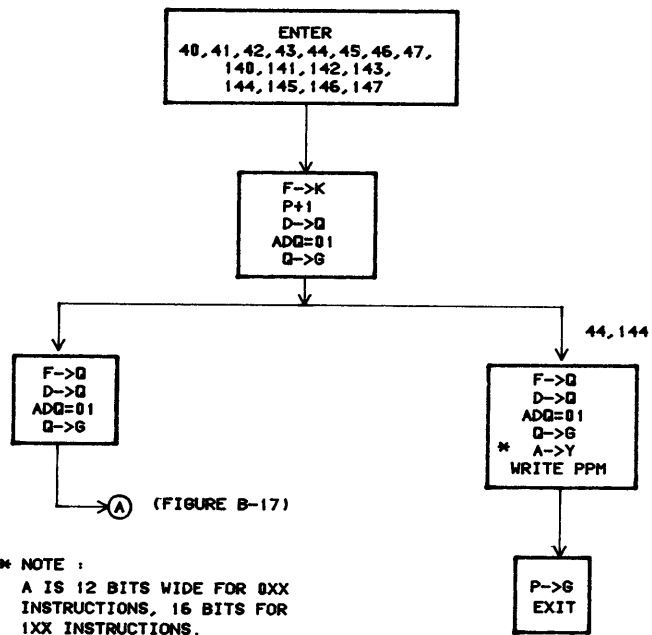 ENTER
40,41,42,43,44,45,46,47,
140,141,142,143,
144,145,146,147
F->K
P+1
D->Q
ADQ=01
Q->G
44,144
F->Q
D->Q
ADQ=01
Q->G
(A) (FIGURE B-17)
F->Q
D->Q
ADQ=01
Q->G
* A->Y
WRITE PPM
P->G
EXIT
* NOTE :
A IS 12 BITS WIDE FOR 0XX
INSTRUCTIONS, 16 BITS FOR
1XX INSTRUCTIONS.